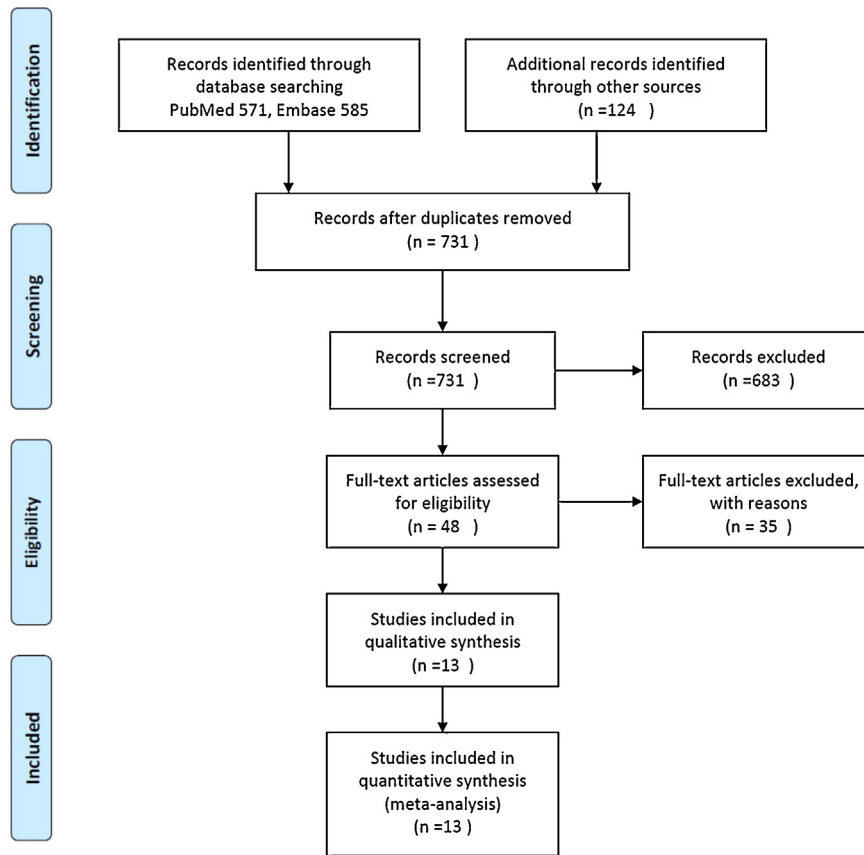 Identification
Records identified through
database searching
PubMed 571, Embase 585
Additional records identified
through other sources
(n =124 )
Records after duplicates removed
(n = 731 )
Screening
Records screened
(n =731 )
Records excluded
(n =683 )
Eligibility
Full-text articles assessed
for eligibility
(n = 48 )
Full-text articles excluded,
with reasons
(n = 35 )
Studies included in
qualitative synthesis
(n =13 )
Included
Studies included in
quantitative synthesis
(meta-analysis)
(n =13 )